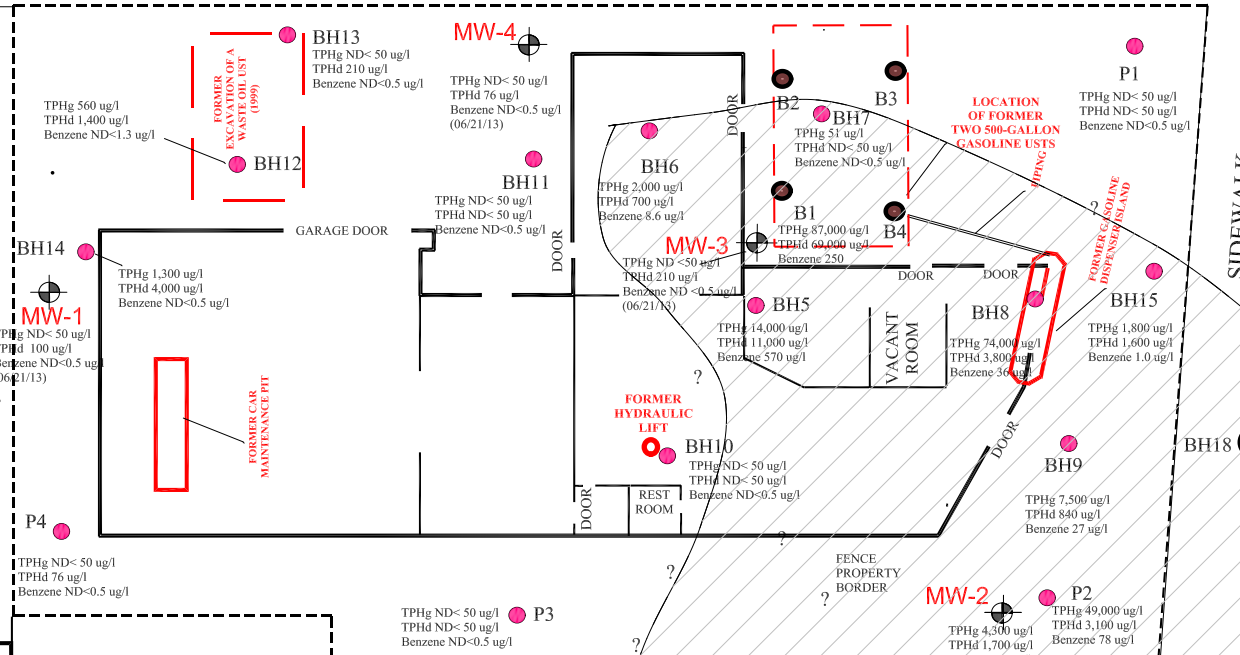 BH13
TPHg ND< 50 ug/l
TPHd 210 ug/l
Benzene ND<0.5 ug/l
FORMER
EXCAVATION OF A
WASTE OIL UST
(1999)
TPHg 560 ug/l
TPHd 1,400 ug/l
Benzene ND<1.3 ug/l
BH12
MW-4
TPHg ND< 50 ug/l
TPHd 76 ug/l
Benzene ND<0.5 ug/l
(06/21/13)
BH11
TPHg ND< 50 ug/l
TPHd ND< 50 ug/l
Benzene ND<0.5 ug/l
DOOR
B2
B3
BH7
TPHg 51 ug/l
TPHd ND< 50 ug/l
Benzene ND<0.5 ug/l
LOCATION
OF FORMER
TWO 500-GALLON
GASOLINE USTS
PIPING
P1
TPHg ND< 50 ug/l
TPHd ND< 50 ug/l
Benzene ND<0.5 ug/l
SIDEWALK
BH6
TPHg 2,000 ug/l
TPHd 700 ug/l
Benzene 8.6 ug/l
B1
TPHg 87,000 ug/l
TPHd 69,000 ug/l
Benzene 250
B4
?
FORMER GASOLINE
DISPENSER ISLAND
GARAGE DOOR
DOOR
MW-3
TPHg ND <50 ug/l
TPHd 210 ug/l
Benzene ND <0.5 ug/l
(06/21/13)
DOOR
DOOR
BH14
TPHg 1,300 ug/l
TPHd 4,000 ug/l
Benzene ND<0.5 ug/l
MW-1
TPHg ND< 50 ug/l
TPHd 100 ug/l
Benzene ND<0.5 ug/l
(06/21/13)
BH5
TPHg 14,000 ug/l
TPHd 11,000 ug/l
Benzene 570 ug/l
VACANT
ROOM
BH8
TPHg 74,000 ug/l
TPHd 3,800 ug/l
Benzene 36 ug/l
BH15
TPHg 1,800 ug/l
TPHd 1,600 ug/l
Benzene 1.0 ug/l
?
FORMER CAR
MAINTENANCE PIT
FORMER
HYDRAULIC
LIFT
BH10
TPHg ND< 50 ug/l
TPHd ND< 50 ug/l
Benzene ND<0.5 ug/l
DOOR
BH9
TPHg 7,500 ug/l
TPHd 840 ug/l
Benzene 27 ug/l
BH18
DOOR
REST
ROOM
P4
TPHg ND< 50 ug/l
TPHd 76 ug/l
Benzene ND<0.5 ug/l
?
?
FENCE
PROPERTY
BORDER
?
?
TPHg ND< 50 ug/l
TPHd ND< 50 ug/l
Benzene ND<0.5 ug/l
P3
MW-2
TPHg 4,300 ug/l
TPHd 1,700 ug/l
P2
TPHg 49,000 ug/l
TPHd 3,100 ug/l
Benzene 78 ug/l